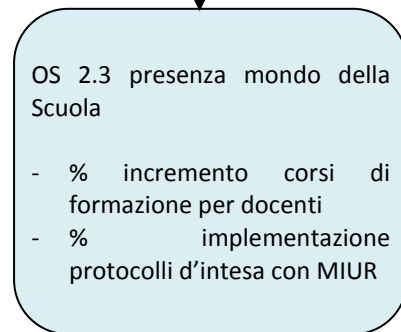 OS 2.3 presenza mondo della
Scuola
- % incremento corsi di
formazione per docenti
- % implementazione
protocolli d’intesa con MIUR